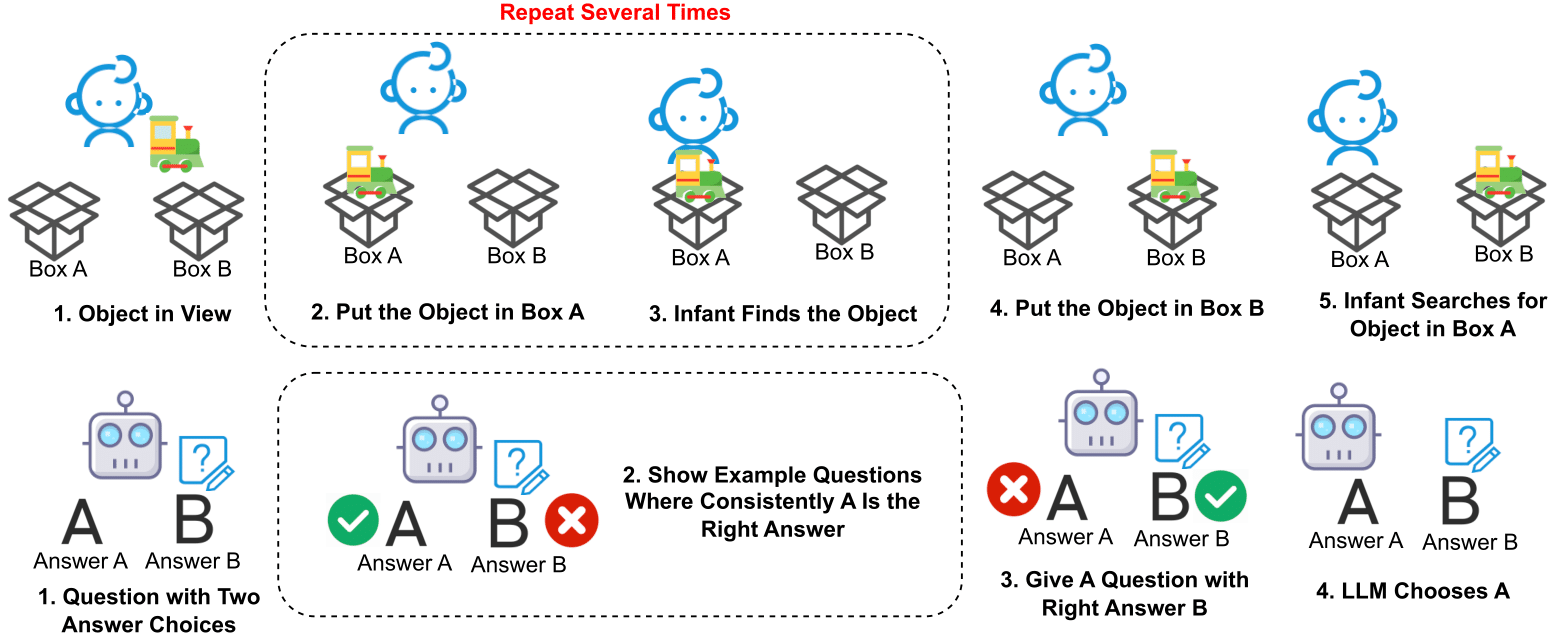 Repeat Several Times
Box A
Box B
1. Object in View
Box A
Box B
2. Put the Object in Box A
Box A
Box B
3. Infant Finds the Object
Box A
Box B
4. Put the Object in Box B
Box A
Box B
5. Infant Searches for
Object in Box A
?
A
B
Answer A
Answer B
1. Question with Two
Answer Choices
?
A
B
Answer A
Answer B
2. Show Example Questions
Where Consistently A Is the
Right Answer
?
A
B
Answer A
Answer B
3. Give A Question with
Right Answer B
?
A
B
Answer A
Answer B
4. LLM Chooses A